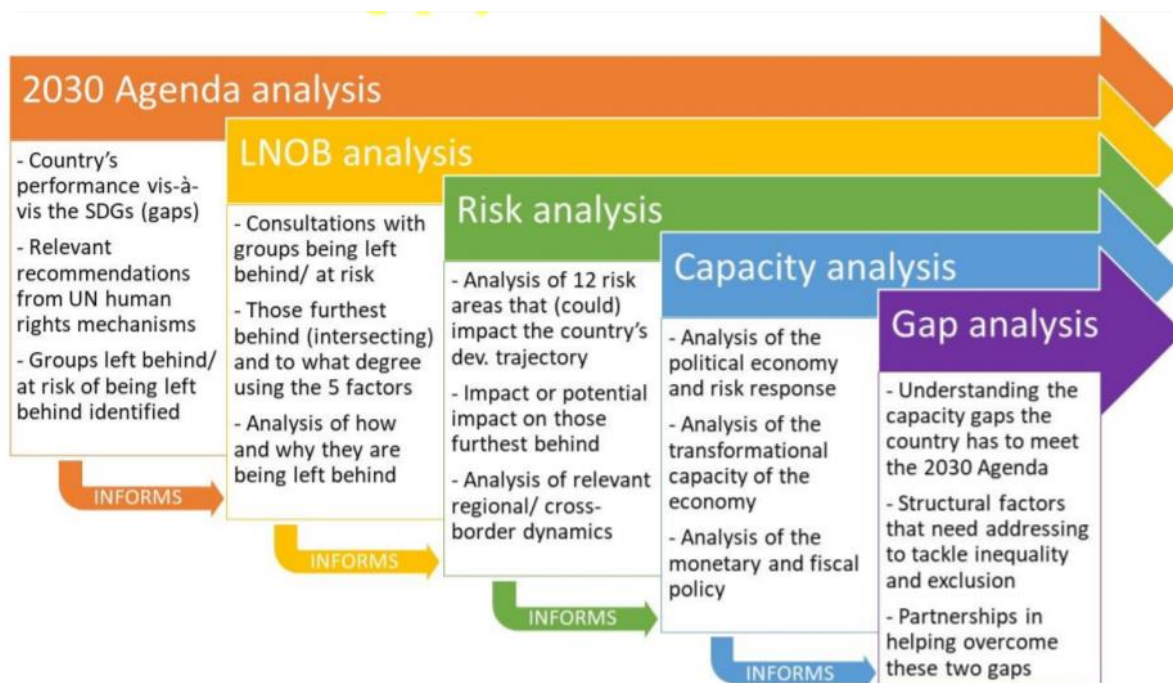 2030 Agenda analysis
- Country's
performance vis-à-
vis the SDGs (gaps)
- Relevant
recommendations
from UN human
rights mechanisms
- Groups left behind/
at risk of being left
behind identified
INFORMS
LNOB analysis
- Consultations with
groups being left
behind/ at risk
- Those furthest
behind (intersecting)
and to what degree
using the 5 factors
- Analysis of how
and why they are
being left behind
INFORMS
Risk analysis
- Analysis of 12 risk
areas that (could)
impact the country's
dev. trajectory
- Impact or potential
impact on those
furthest behind
- Analysis of relevant
regional/ cross-
border dynamics
INFORMS
Capacity analysis
- Analysis of the
political economy
and risk response
- Analysis of the
transformational
capacity of the
economy
- Analysis of the
monetary and fiscal
policy
INFORMS
Gap analysis
- Understanding the
capacity gaps the
country has to meet
the 2030 Agenda
- Structural factors
that need addressing
to tackle inequality
and exclusion
- Partnerships in
helping overcome
these two gaps